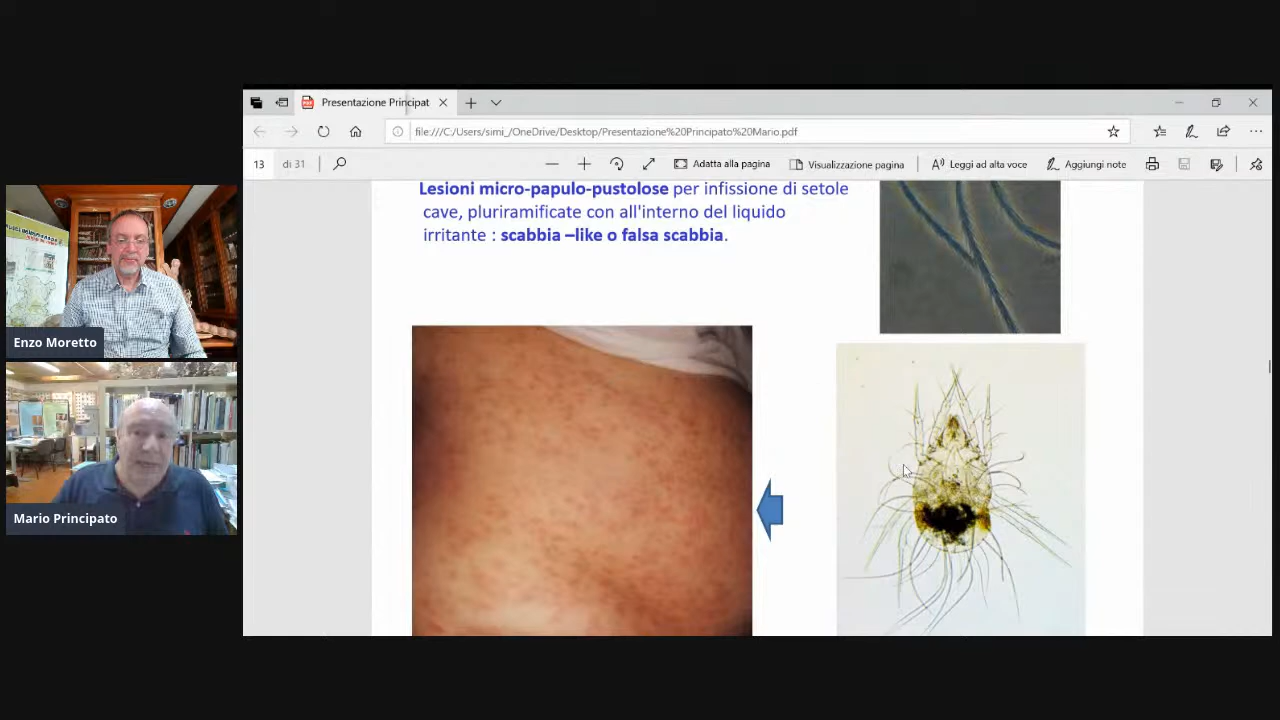 Presentazione Principat
file:///C:/Users/simi_/OneDrive/Desktop/Presentazione%20Principato%20Mario.pdf
13 di 31
Adatta alla pagina
Visualizzazione pagina
Leggi ad alta voce
Aggiungi note
Lesioni micro-papulo-pustolose per infissione di setole
cave, pluriramificate con all'interno del liquido
irritante : scabbia –like o falsa scabbia.
Enzo Moretto
Mario Principato